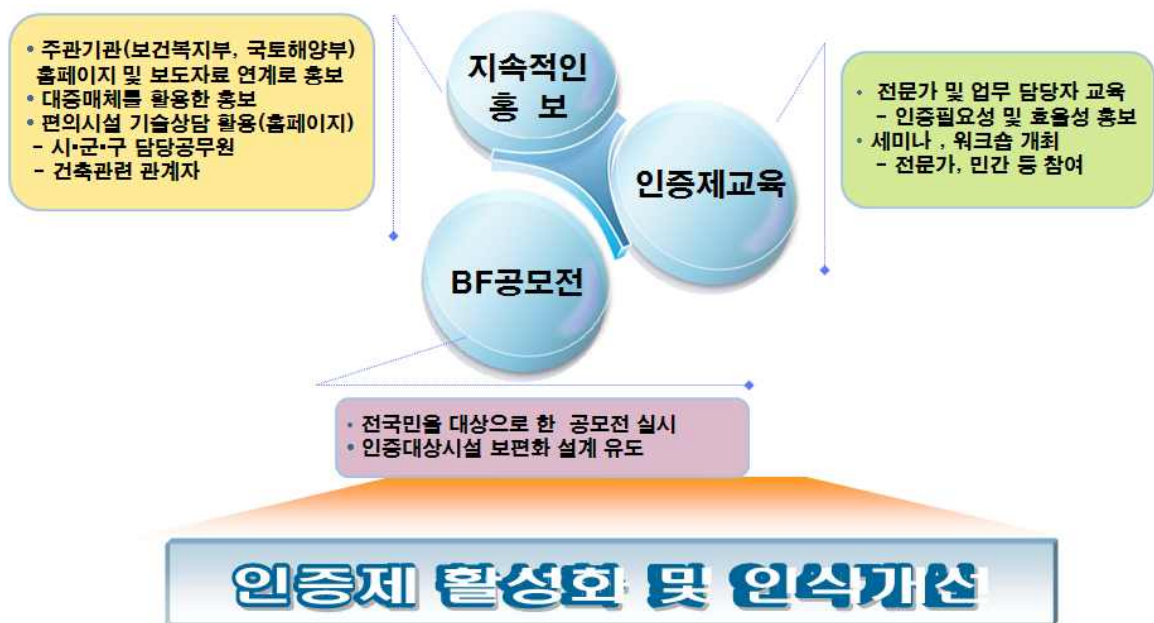 • 주관기관(보건복지부, 국토해양부)
홈페이지 및 보도자료 연계로 홍보
• 대중매체를 활용한 홍보
• 편의시설 기술상담 활용(홈페이지)
– 시·군·구 담당공무원
– 건축관련 관계자
지속적인
홍 보
인증제교육
BF공모전
• 전문가 및 업무 담당자 교육
– 인증필요성 및 효율성 홍보
• 세미나 , 워크숍 개최
– 전문가, 민간 등 참여
• 전국민을 대상으로 한 공모전 실시
• 인증대상시설 보편화 설계 유도
인증제 활성화 및 인식개선